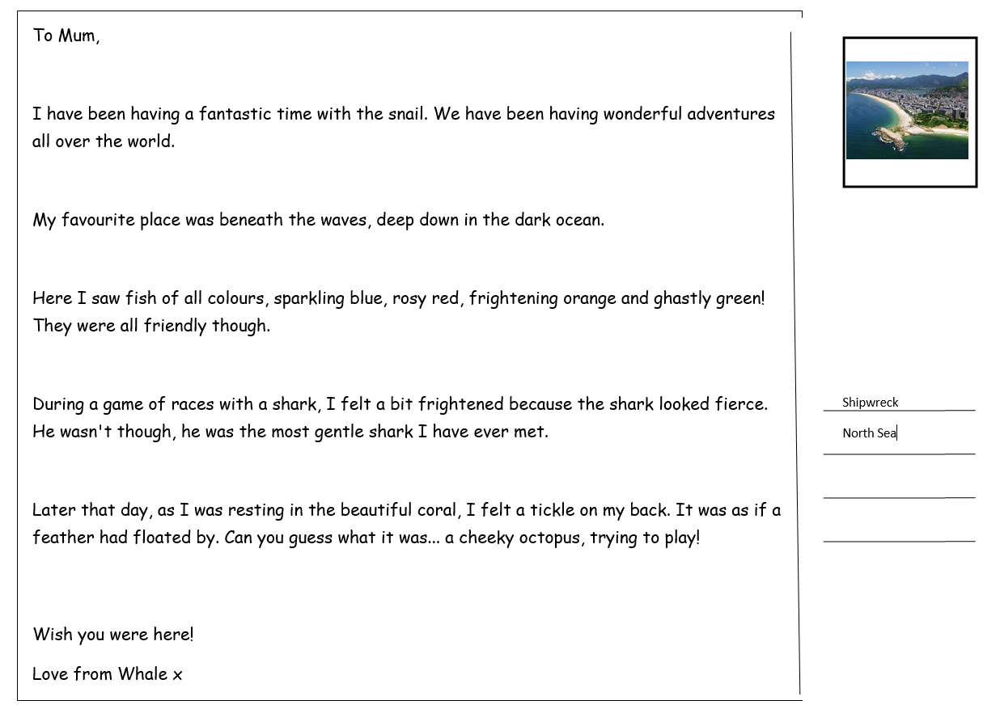 To Mum,
I have been having a fantastic time with the snail. We have been having wonderful adventures
all over the world.
My favourite place was beneath the waves, deep down in the dark ocean.
Here I saw fish of all colours, sparkling blue, rosy red, frightening orange and ghastly green!
They were all friendly though.
During a game of races with a shark, I felt a bit frightened because the shark looked fierce.
He wasn't though, he was the most gentle shark I have ever met.
Later that day, as I was resting in the beautiful coral, I felt a tickle on my back. It was as if a
feather had floated by. Can you guess what it was... a cheeky octopus, trying to play!
Wish you were here!
Love from Whale x
Shipwreck
North Sea